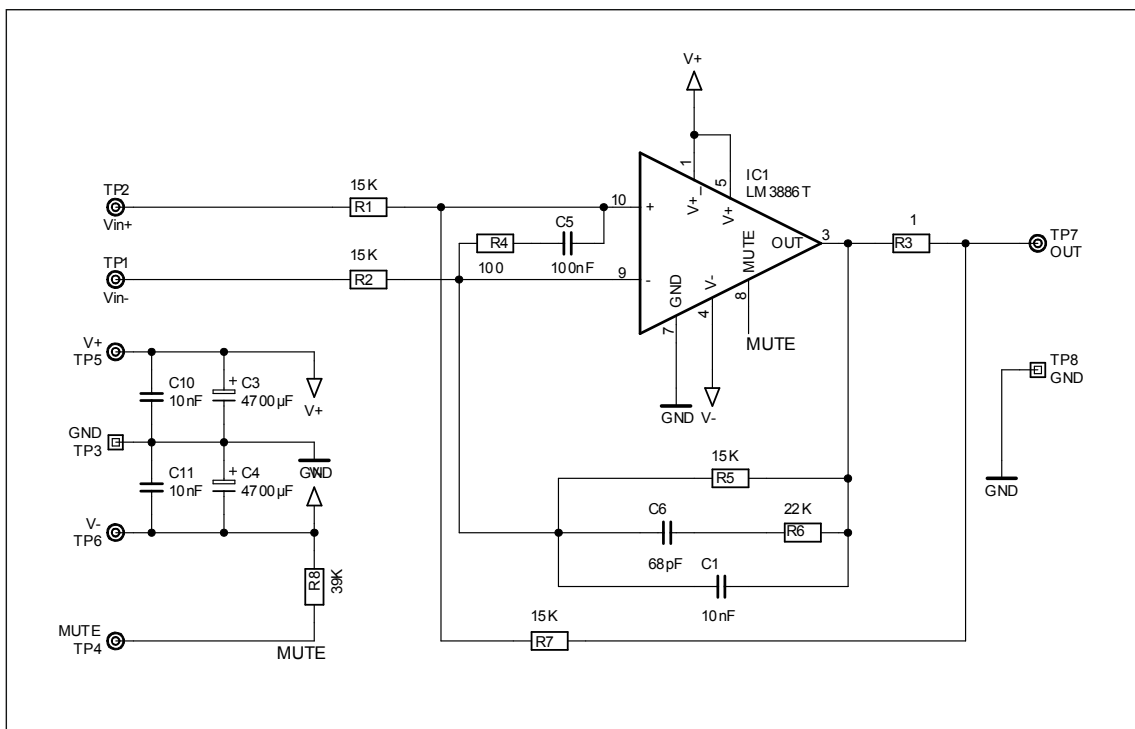 V+
IC1
LM3886T
1
5
V+
V+
TP2
Vin+
15K
R1
10
+
C5
R4
100
100nF
OUT
3
1
R3
TP7
OUT
TP1
Vin-
15K
R2
9
-
GND
V-
MUTE
7
4
8
MUTE
GND
V-
V+
TP5
C10
10nF
+
C3
4700µF
V+
GND
TP3
C11
10nF
+
C4
4700µF
GND
V-
TP6
R8
39K
MUTE
TP4
MUTE
TP8
GND
GND
15K
R5
C6
68pF
22K
R6
C1
10nF
15K
R7